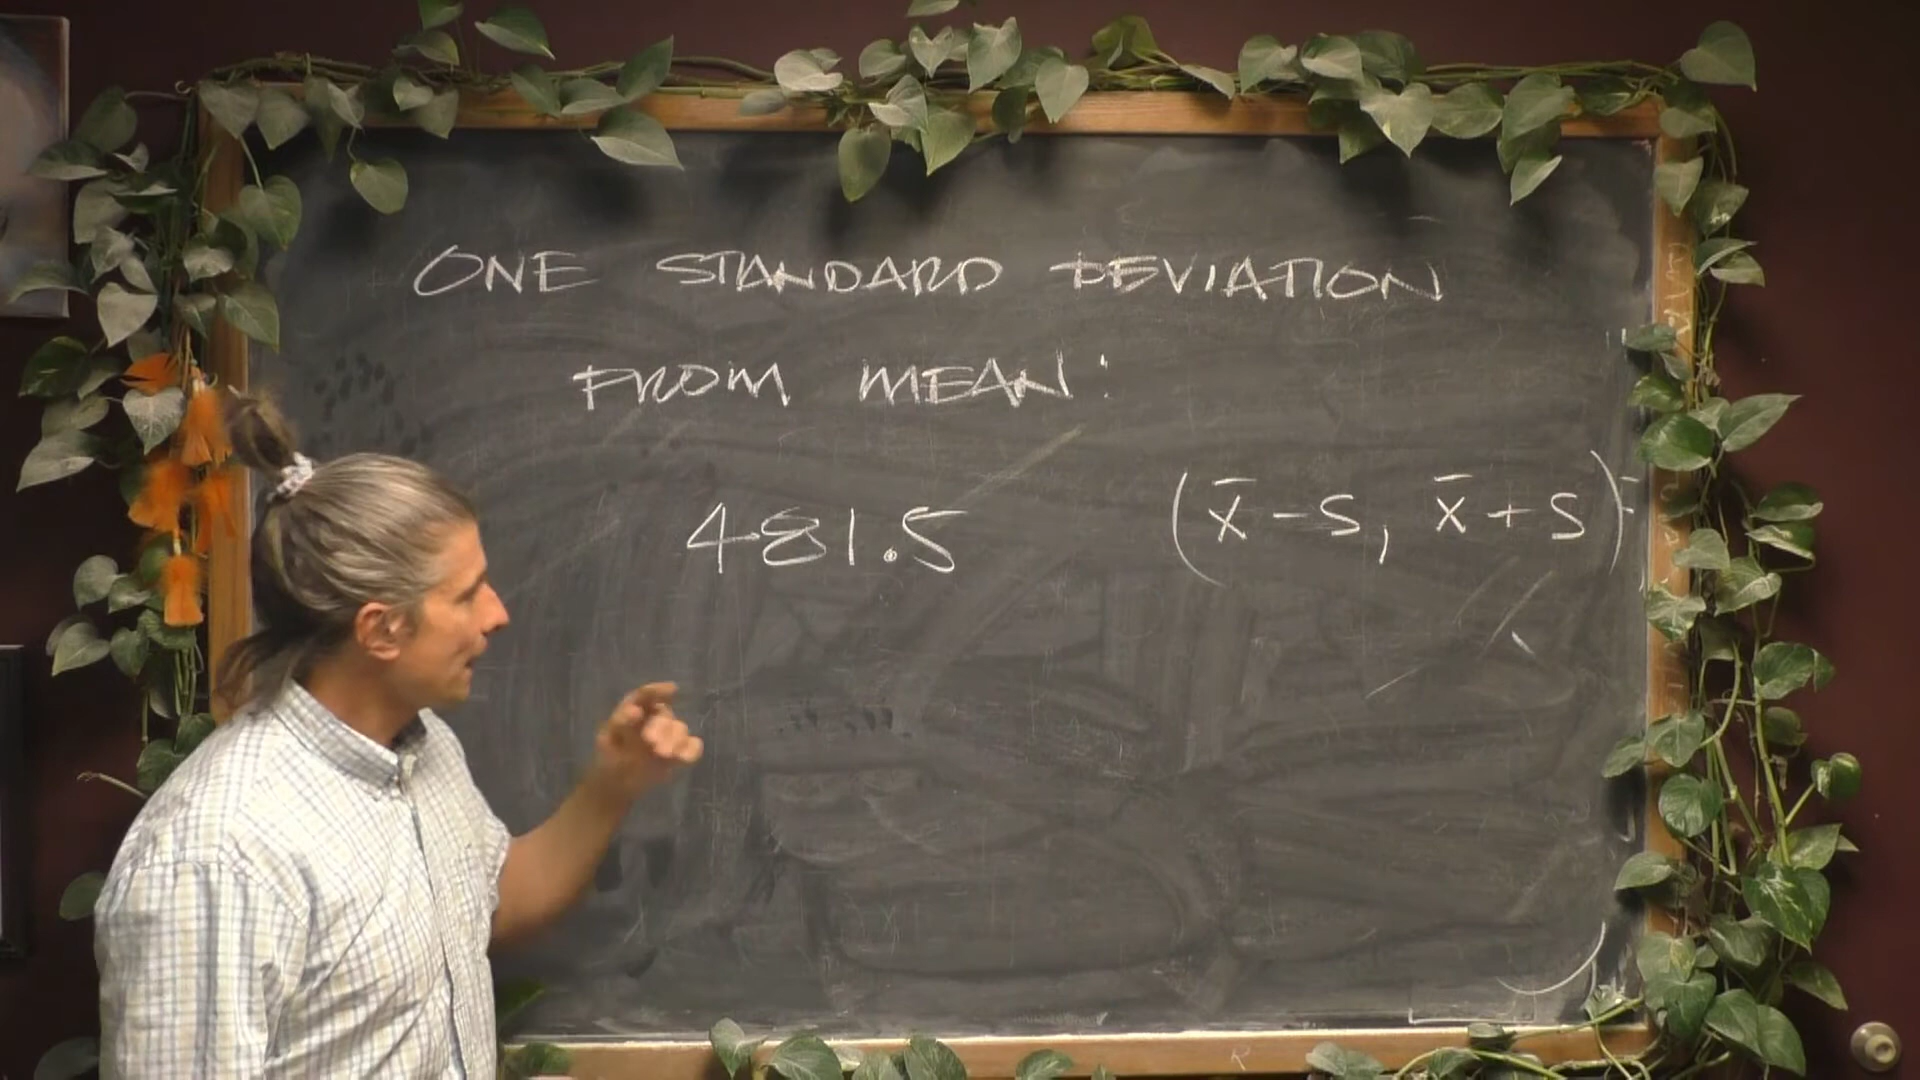 ONE STANDARD DEVIATION
FROM MEAN:
481.5 (x̄ - s, x̄ + s) =